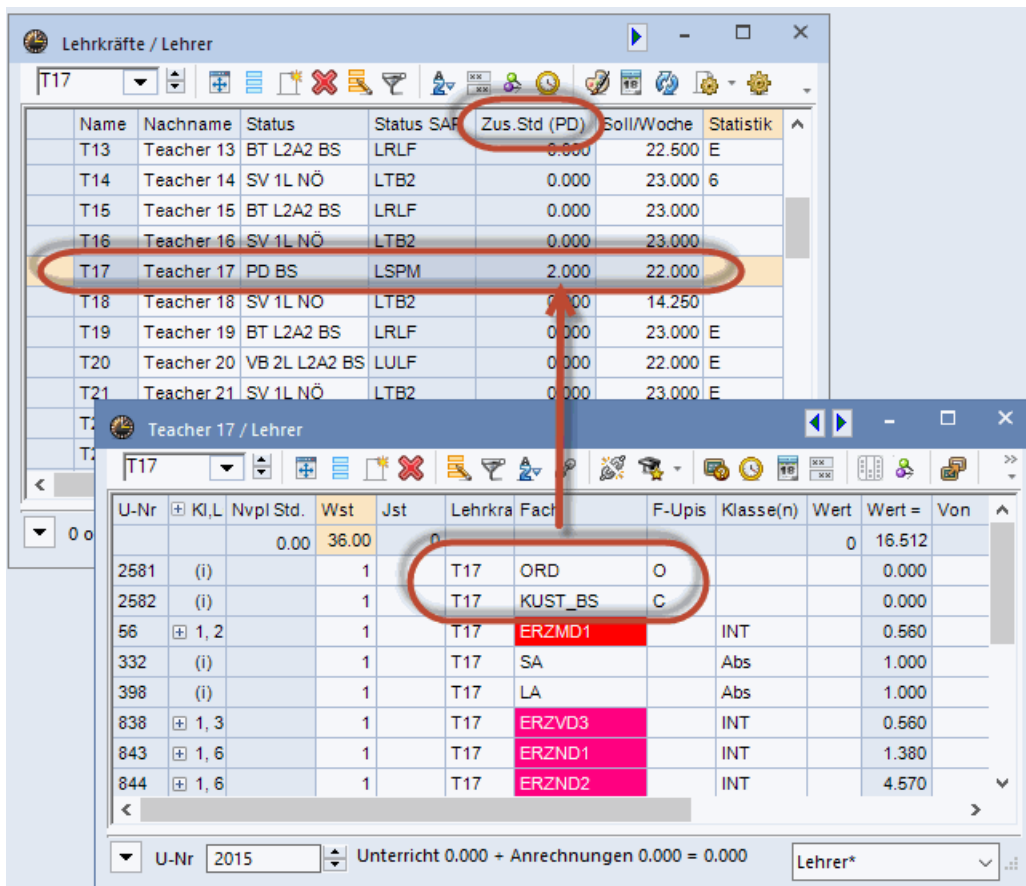 Lehrkräfte / Lehrer
T17
Name Nachname Status Status SAP Zus.Std (PD) Soll/Woche Statistik
T13 Teacher 13 BT L2A2 BS LRLF 0.000 22.500 E
T14 Teacher 14 SV 1L NÖ LTB2 0.000 23.000 6
T15 Teacher 15 BT L2A2 BS LRLF 0.000 23.000
T16 Teacher 16 SV 1L NÖ LTB2 0.000 23.000
T17 Teacher 17 PD BS LSPM 2.000 22.000
T18 Teacher 18 SV 1L NÖ LTB2 0.000 14.250
T19 Teacher 19 BT L2A2 BS LRLF 0.000 23.000 E
T20 Teacher 20 VB 2L L2A2 BS LULF 0.000 22.000 E
T21 Teacher 21 SV 1L NÖ LTB2 0.000 23.000 E
Teacher 17 / Lehrer
T17
U-Nr Kl,L Nvpl Std. Wst Jst Lehrkra Fach F-Upis Klasse(n) Wert Wert = Von
0.00 36.00 0 0 16.512
2581 (i) 1 T17 ORD O 0.000
2582 (i) 1 T17 KUST_BS C 0.000
56 1, 2 1 T17 ERZMD1 INT 0.560
332 (i) 1 T17 SA Abs 1.000
398 (i) 1 T17 LA Abs 1.000
838 1, 3 1 T17 ERZVD3 INT 0.560
843 1, 6 1 T17 ERZND1 INT 1.380
844 1, 6 1 T17 ERZND2 INT 4.570
U-Nr 2015 Unterricht 0.000 + Anrechnungen 0.000 = 0.000 Lehrer*